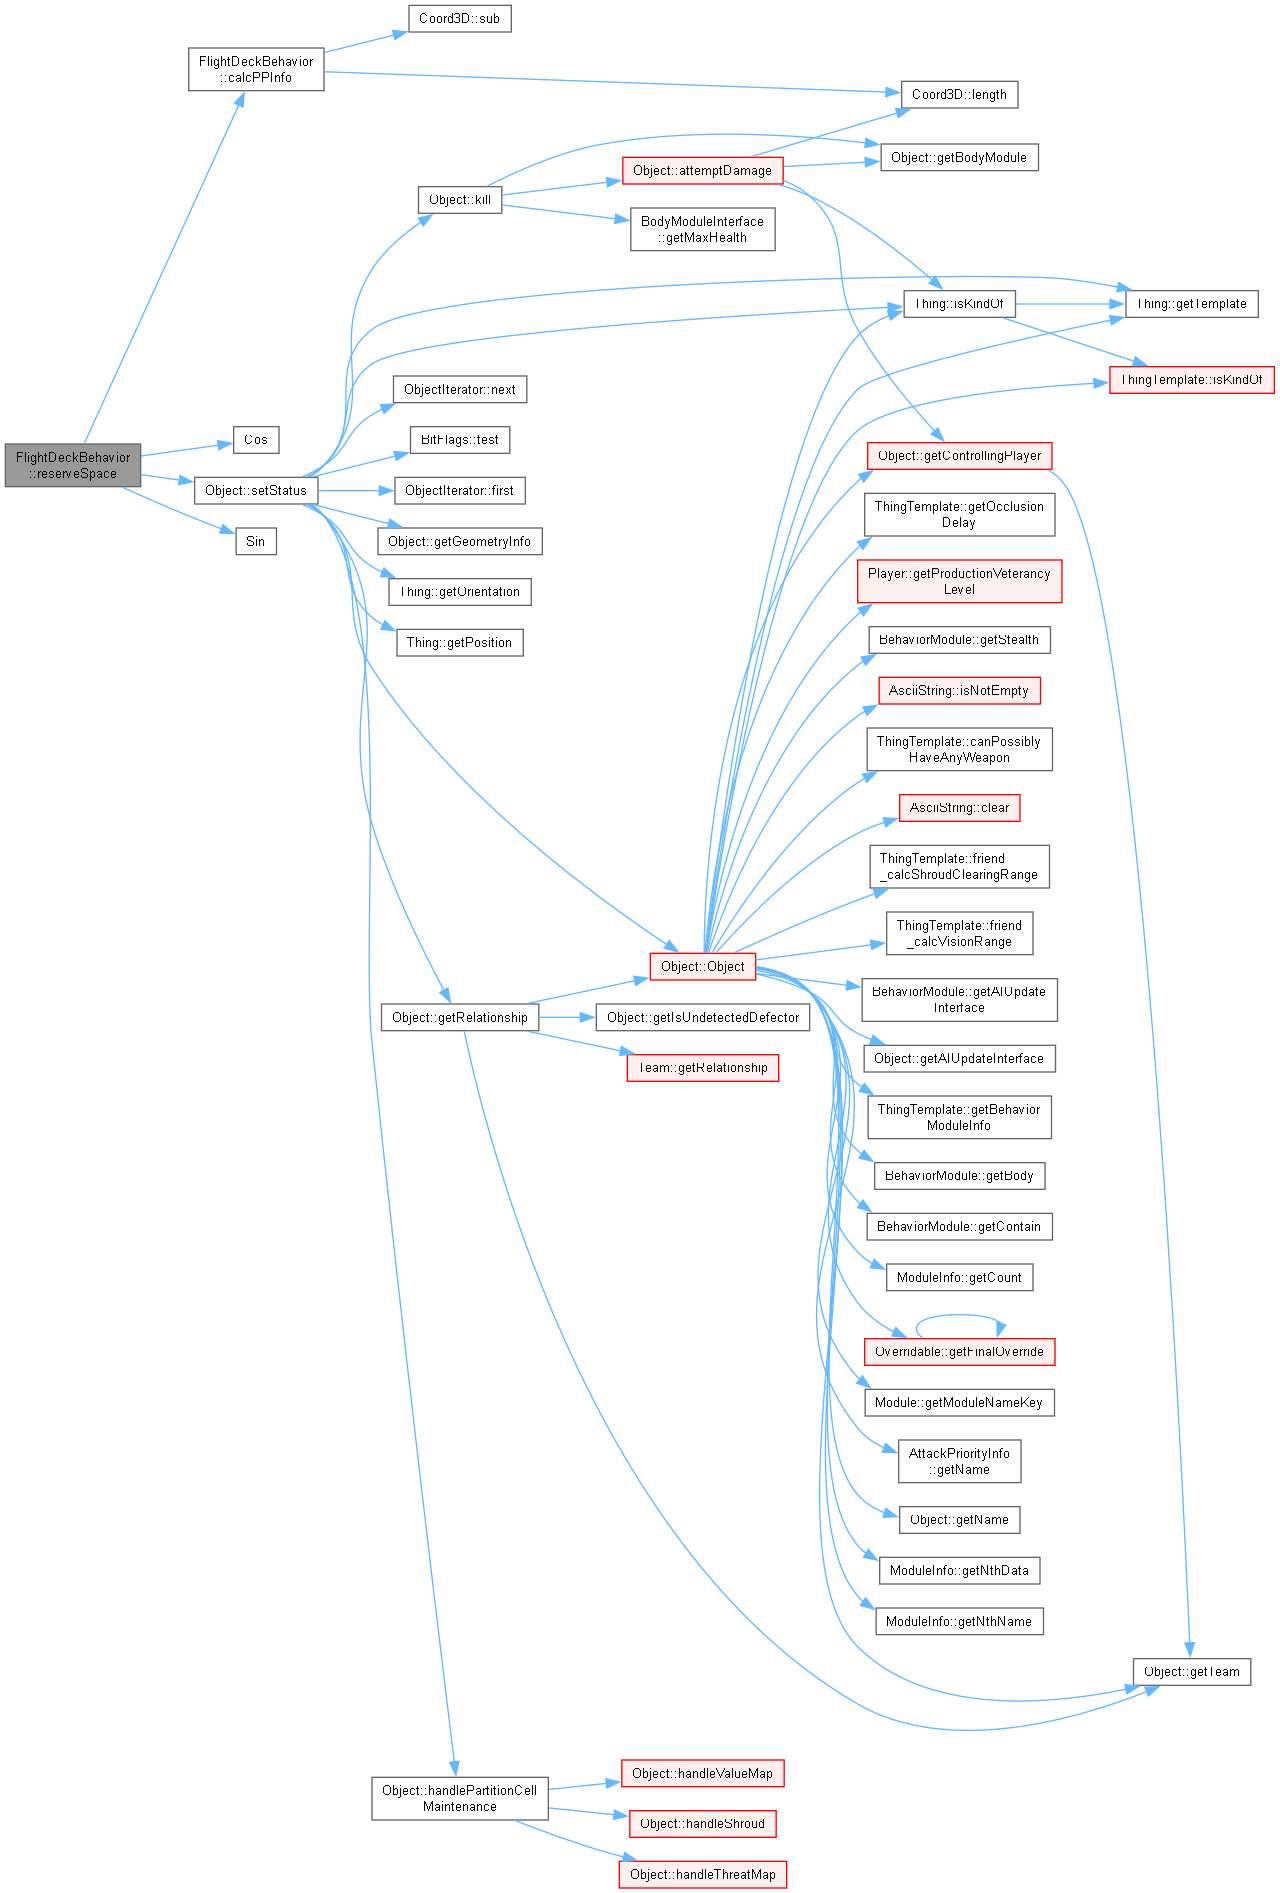 Coord3D::sub
FlightDeckBehavior
::calcPPInfo
Coord3D::length
Object::getBodyModule
Object::attemptDamage
Object::kill
BodyModuleInterface
::getMaxHealth
Thing::isKindOf
Thing::getTemplate
ThingTemplate::isKindOf
ObjectIterator::next
Cos
BitFlags::test
FlightDeckBehavior
::reserveSpace
Object::getControllingPlayer
Object::setStatus
ObjectIterator::first
ThingTemplate::getOcclusion
Delay
Sin
Object::getGeometryInfo
Player::getProductionVeterancy
Level
Thing::getOrientation
Thing::getPosition
BehaviorModule::getStealth
AsciiString::isNotEmpty
ThingTemplate::canPossibly
HaveAnyWeapon
AsciiString::clear
ThingTemplate::friend
_calcShroudClearingRange
ThingTemplate::friend
_calcVisionRange
Object::Object
BehaviorModule::getAIUpdate
Interface
Object::getRelationship
Object::getIsUndetectedDefector
Object::getAIUpdateInterface
Team::getRelationship
ThingTemplate::getBehavior
ModuleInfo
BehaviorModule::getBody
BehaviorModule::getContain
ModuleInfo::getCount
Overridable::getFinalOverride
Module::getModuleNameKey
AttackPriorityInfo
::getName
Object::getName
ModuleInfo::getNthData
ModuleInfo::getNthName
Object::getTeam
Object::handleValueMap
Object::handlePartitionCell
Maintenance
Object::handleShroud
Object::handleThreatMap